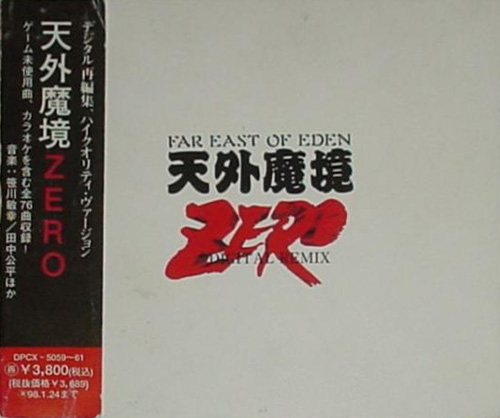 天外魔境ZERO
デジタル再編集、ハイクオリティ・ヴァージョン
ゲーム未使用曲、カラオケを含む全76曲収録!
音楽:笹川敏幸/田中公平ほか
DPCX-5059〜61
再¥3,800(税込)
(税抜価格¥3,689)
*98.1.24まで
FAR EAST OF EDEN
天外魔境
ZERO
DIGITAL REMIX